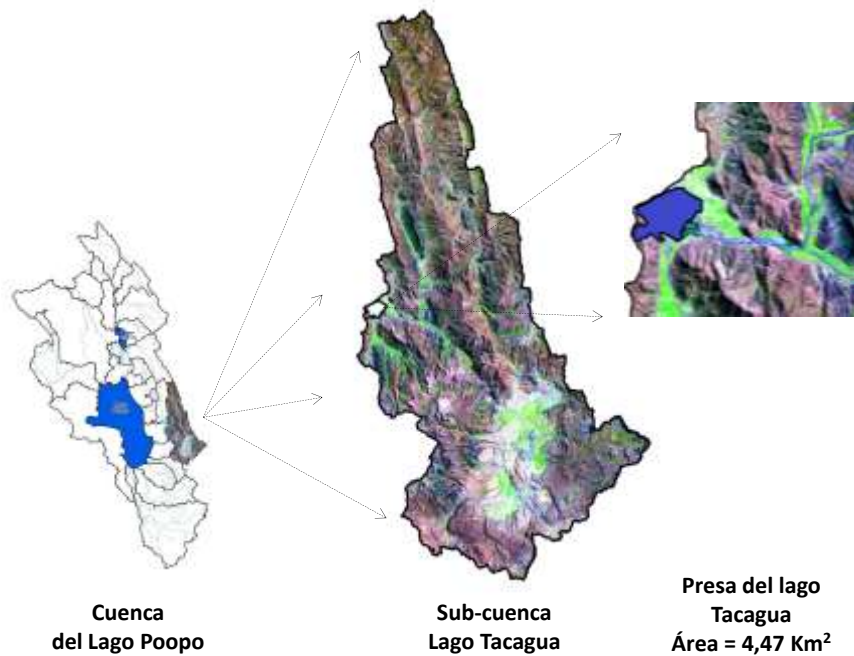 Cuenca
del Lago Poopo
Sub-cuenca
Lago Tacagua
Presa del lago
Tacagua
Área = 4,47 Km²